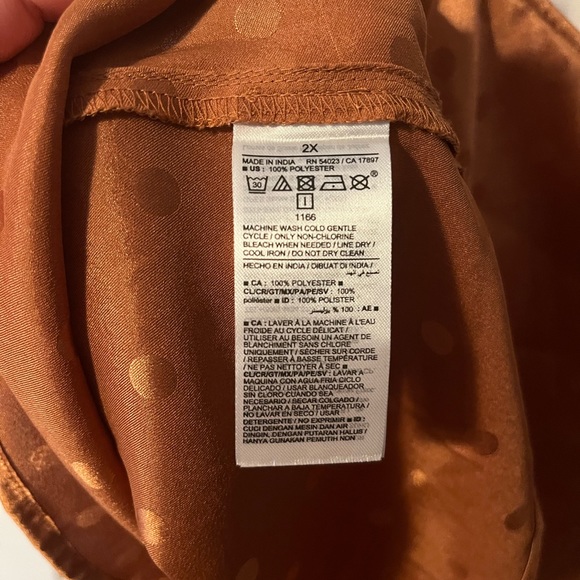 2X
MADE IN INDIA RN 54023 / CA 17897
■ US: 100% POLYESTER
30
1166
MACHINE WASH COLD GENTLE
CYCLE / ONLY NON-CHLORINE
BLEACH WHEN NEEDED / LINE DRY /
COOL IRON / DO NOT DRY CLEAN
HECHO EN INDIA / DIBUAT DI INDIA / صنع في الهند
■ CA: 100% POLYESTER
CL/CR/GT/MX/PA/PE/SV: 100%
poliéster ■ ID: 100% POLISTER
■ AE: 100 % بوليستر
■ CA: LAVER À LA MACHINE À L'EAU
FROIDE AU CYCLE DÉLICAT /
UTILISER AU BESOIN UN AGENT DE
BLANCHIMENT SANS CHLORE
UNIQUEMENT / SÉCHER SUR CORDE
/ REPASSER À BASSE TEMPÉRATURE
/ NE PAS NETTOYER À SEC ■
CL/CR/GT/MX/PA/PE/SV: LAVAR A
MAQUINA CON AGUA FRIA CICLO
DELICADO / USAR BLANQUEADOR
SIN CLORO CUANDO SEA
NECESARIO / SECAR COLGADO /
PLANCHAR A BAJA TEMPERATURA /
NO LAVAR EN SECO / USAR
DETERGENTE / NO EXPRIMIR ■ ID:
CUCI DENGAN MESIN DAN AIR
DINGIN, DENGAN PUTARAN HALUS /
HANYA GUNAKAN PEMUTIH NON